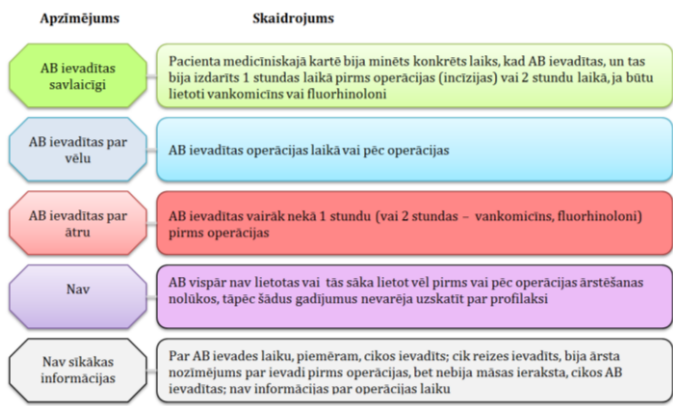 Apzīmējums
Skaidrojums
AB ievadītas
savlaicīgi
Pacienta medicīniskajā kartē bija minēts konkrēts laiks, kad AB ievadītas, un tas
bija izdarīts 1 stundas laikā pirms operācijas (incīzijas) vai 2 stundu laikā, ja būtu
lietoti vankomicīns vai fluorhinoloni
AB ievadītas par
vēlu
AB ievadītas operācijas laikā vai pēc operācijas
AB ievadītas par
ātru
AB ievadītas vairāk nekā 1 stundu (vai 2 stundas – vankomicīns, fluorhinoloni)
pirms operācijas
Nav
AB vispār nav lietotas vai tās sāka lietot vēl pirms vai pēc operācijas ārstēšanas
nolūkos, tāpēc šādus gadījumus nevarēja uzskatīt par profilaksi
Nav sīkākas
informācijas
Par AB ievades laiku, piemēram, cikos ievadīts; cik reizes ievadīts, bija ārsta
nozīmējums par ievadi pirms operācijas, bet nebija māsas ieraksta, cikos AB
ievadītas; nav informācijas par operācijas laiku